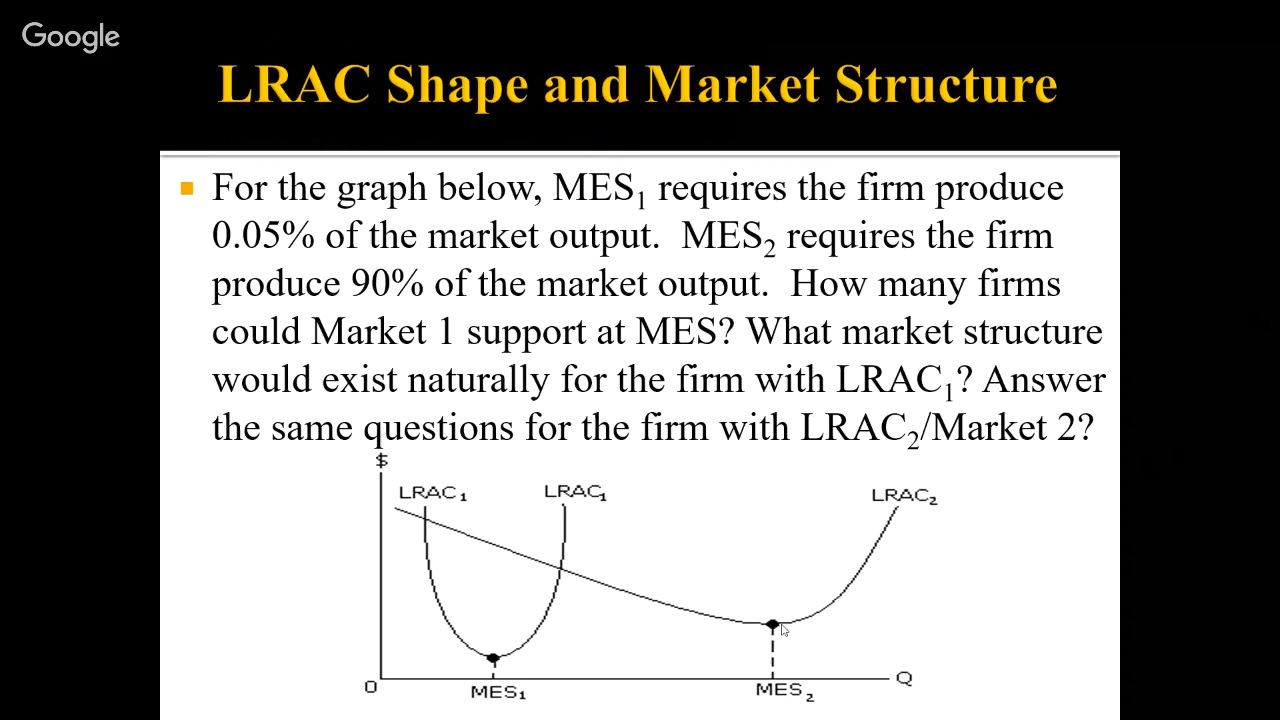 Google
LRAC Shape and Market Structure
For the graph below, MES₁ requires the firm produce
0.05% of the market output. MES₂ requires the firm
produce 90% of the market output. How many firms
could Market 1 support at MES? What market structure
would exist naturally for the firm with LRAC₁? Answer
the same questions for the firm with LRAC₂/Market 2?
$
LRAC₁ LRAC₁ LRAC₂
0 MES₁ MES₂ Q